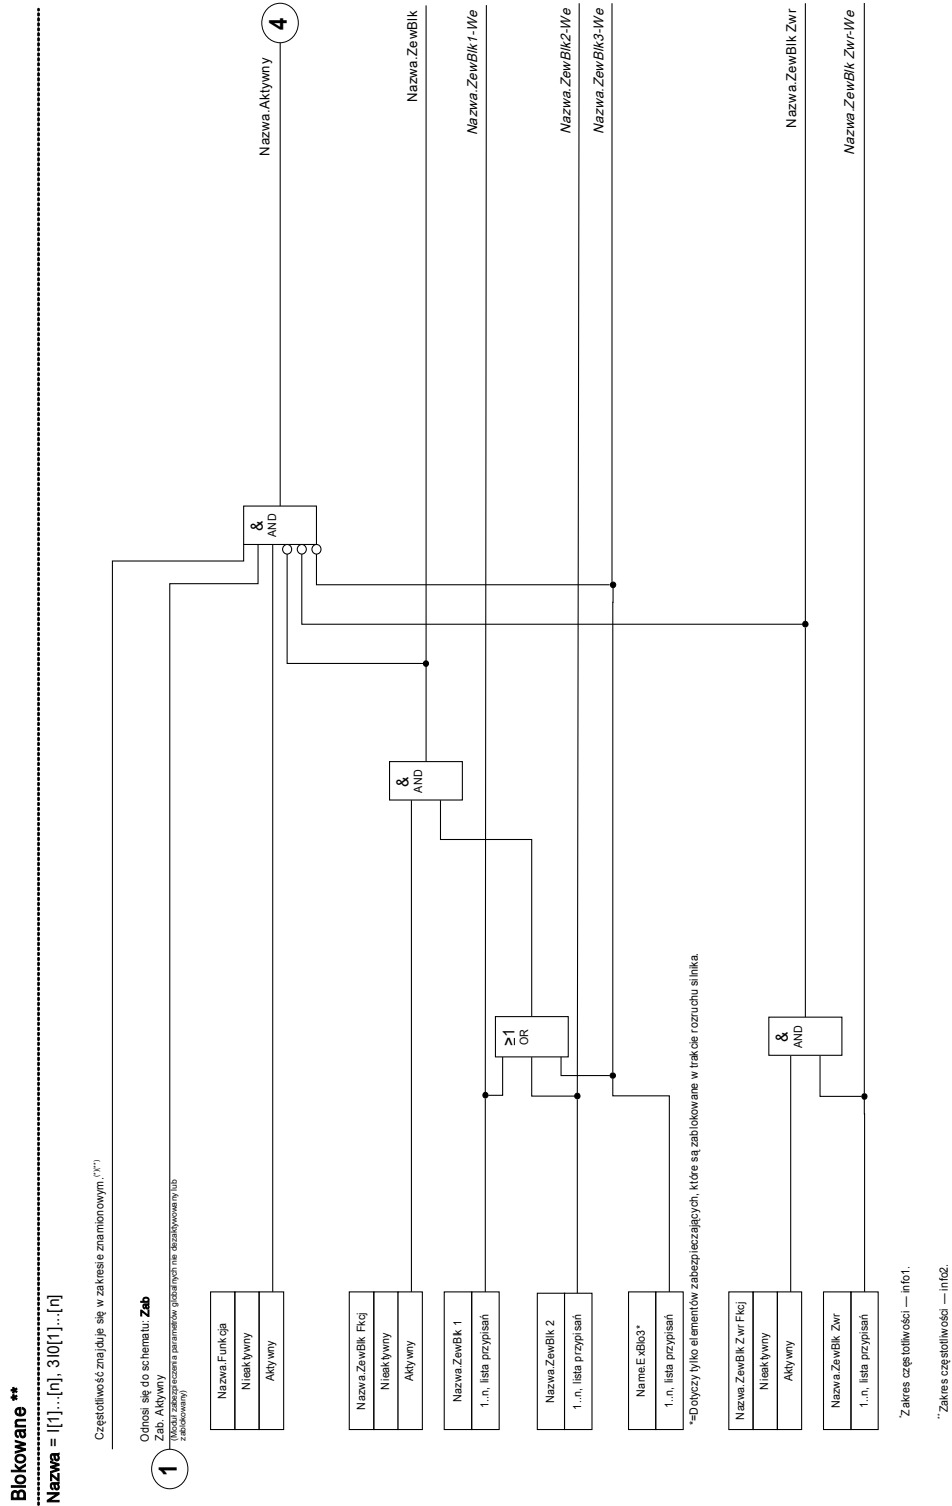 Blokowane **
Nazwa = I[1]...[n], 3I0[1]...[n]
Częstotliwość znajduje się w zakresie znamionowym.(*)(**)
Odnosi się do schematu: Zab
Zab. Aktywny
(Moduł zabezpieczenia parametrów globalnych nie dezaktywowany lub
zablokowany)
1
Nazwa.Funkcja
Nieaktywny
Aktywny
&
AND
Nazwa.Aktywny
4
Nazwa.ZewBlk Fkcj
Nieaktywny
Aktywny
&
AND
Nazwa.ZewBlk
Nazwa.ZewBlk 1
1..n, lista przypisań
Nazwa.ZewBlk1-We
≥1
OR
Nazwa.ZewBlk 2
1..n, lista przypisań
Nazwa.ZewBlk2-We
Nazwa.ZewBlk3-We
Name.ExBlo3*
1..n, lista przypisań
*=Dotyczy tylko elementów zabezpieczających, które są zablokowane w trakcie rozruchu silnika.
Nazwa.ZewBlk Zwr Fkcj
Nieaktywny
Aktywny
&
AND
Nazwa.ZewBlk Zwr
Nazwa.ZewBlk Zwr
1..n, lista przypisań
Nazwa.ZewBlk Zwr-We
*Zakres częstotliwości — info1.
**Zakres częstotliwości — info2.